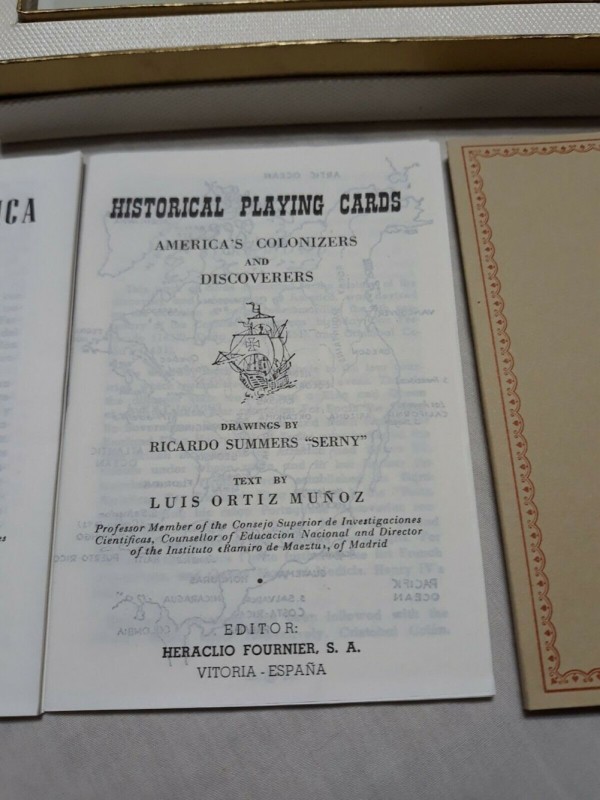 UCA
HISTORICAL PLAYING CARDS
AMERICA'S COLONIZERS
AND
DISCOVERERS
DRAWINGS BY
RICARDO SUMMERS "SERNY"
TEXT BY
LUIS ORTIZ MUÑOZ
Professor Member of the Consejo Superior de Investigaciones
Cientificas, Counsellor of Educacion Nacional and Director
of the Instituto «Ramiro de Maeztu», of Madrid
EDITOR:
HERACLIO FOURNIER, S. A.
VITORIA - ESPAÑA